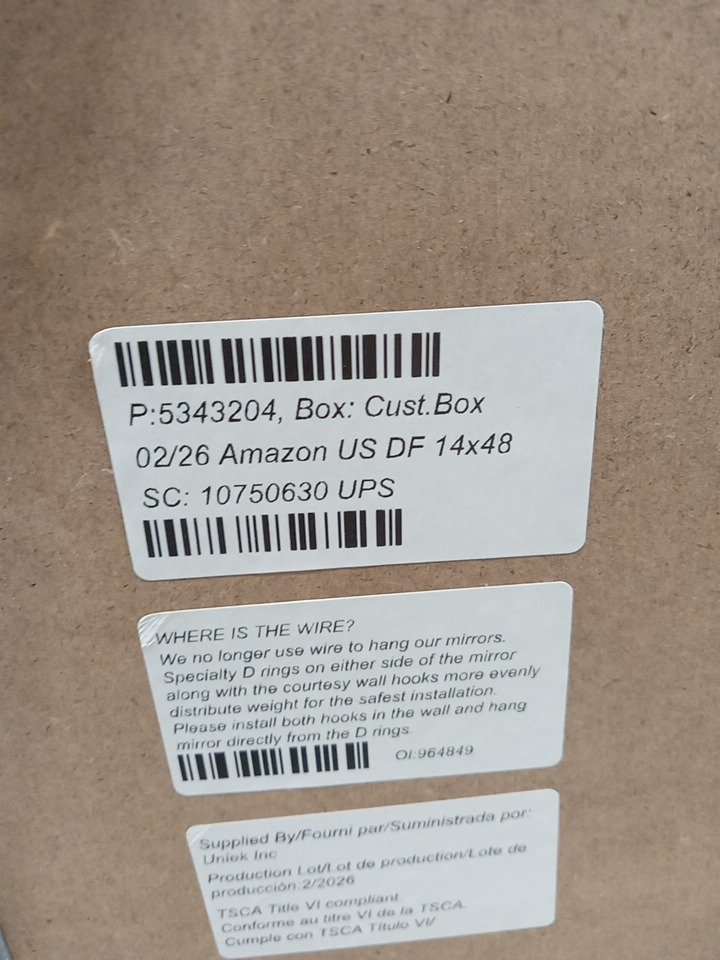 P:5343204, Box: Cust.Box
02/26 Amazon US DF 14x48
SC: 10750630 UPS
WHERE IS THE WIRE?
We no longer use wire to hang our mirrors.
Specialty D rings on either side of the mirror
along with the courtesy wall hooks more evenly
distribute weight for the safest installation.
Please install both hooks in the wall and hang
mirror directly from the D rings.
OI:964849
Supplied By/Fourni par/Suministrada por:
Uniek Inc
Production Lot/Lot de production/Lote de
producción:2/2026
TSCA Title VI compliant
Conforme au titre VI de la TSCA.
Cumple con TSCA Título VI/